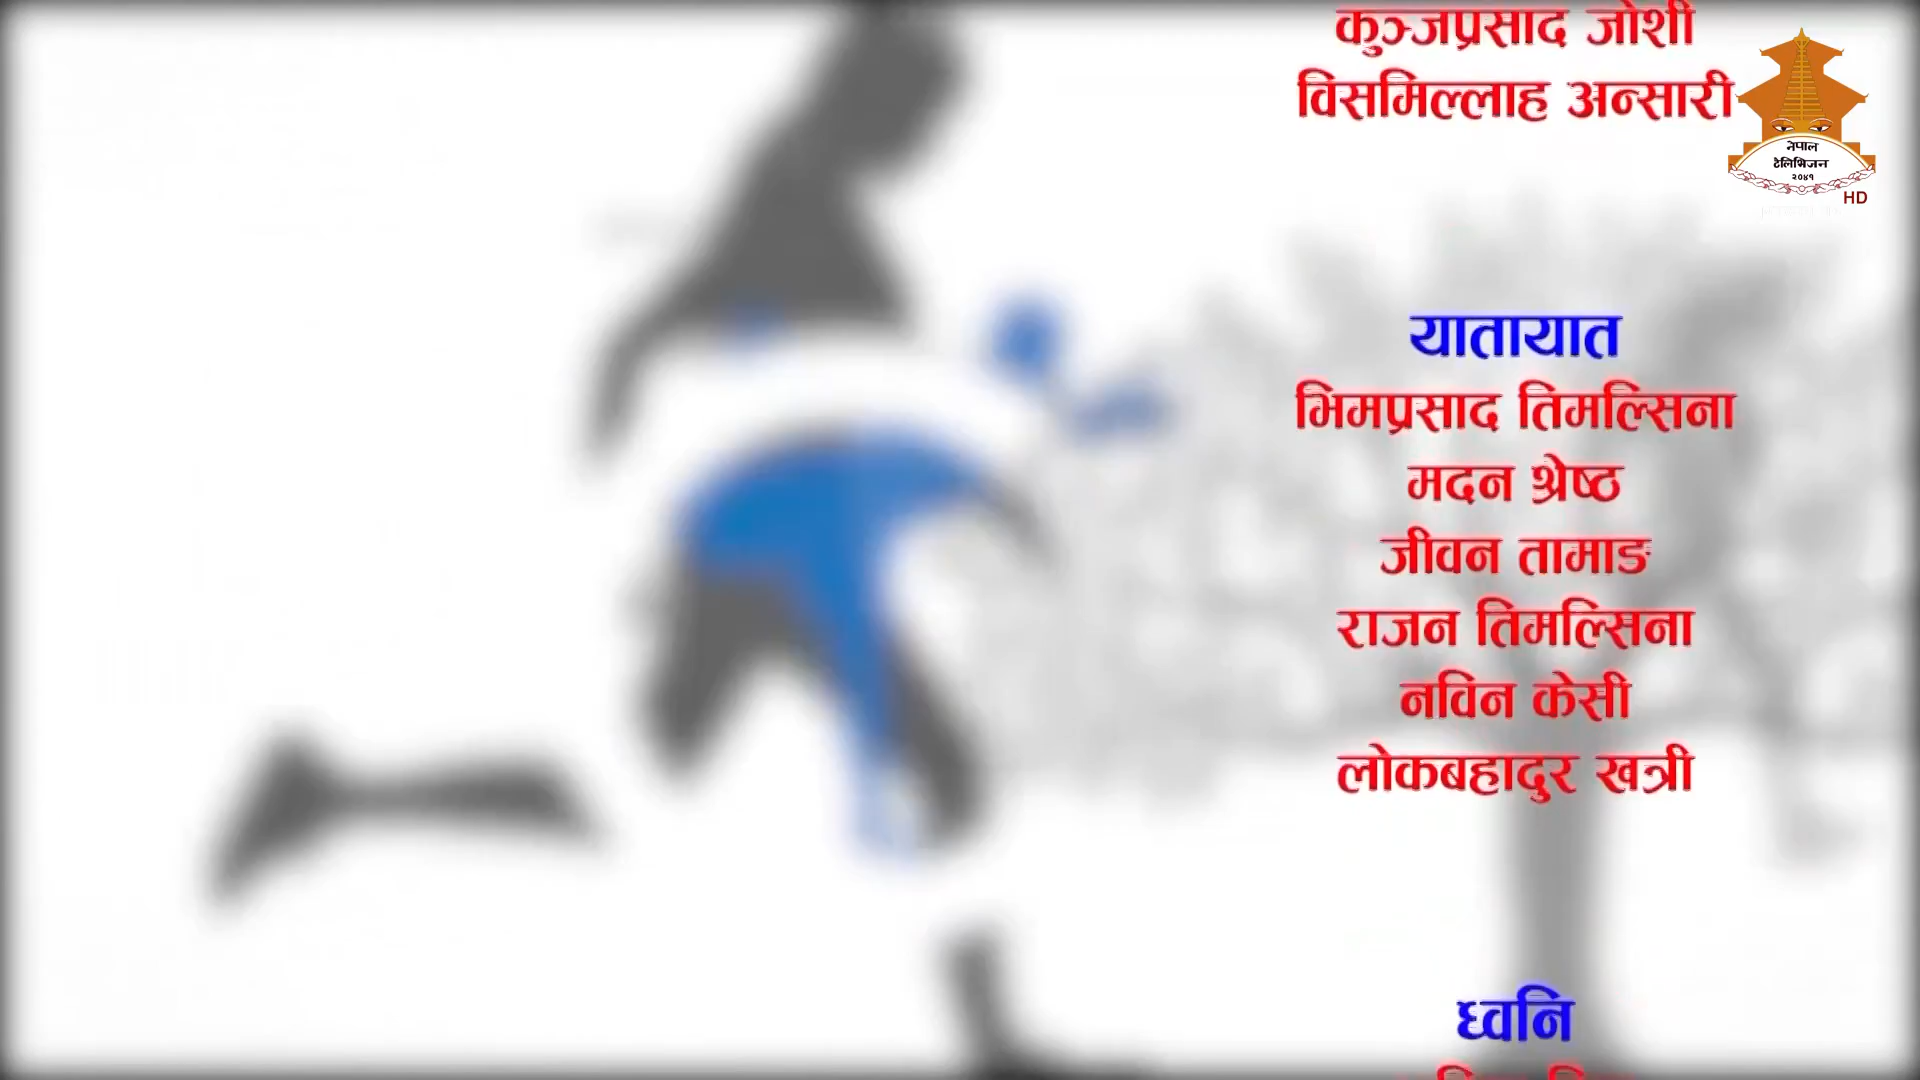 कुञ्जप्रसाद जोशी
विसमिल्लाह अन्सारी
नेपाल
टेलिभिजन
२०४१
HD
यातायात
भिमप्रसाद तिमल्सिना
मदन श्रेष्ठ
जीवन तामाङ
राजन तिमल्सिना
नविन केसी
लोकबहादुर खत्री
ध्वनि